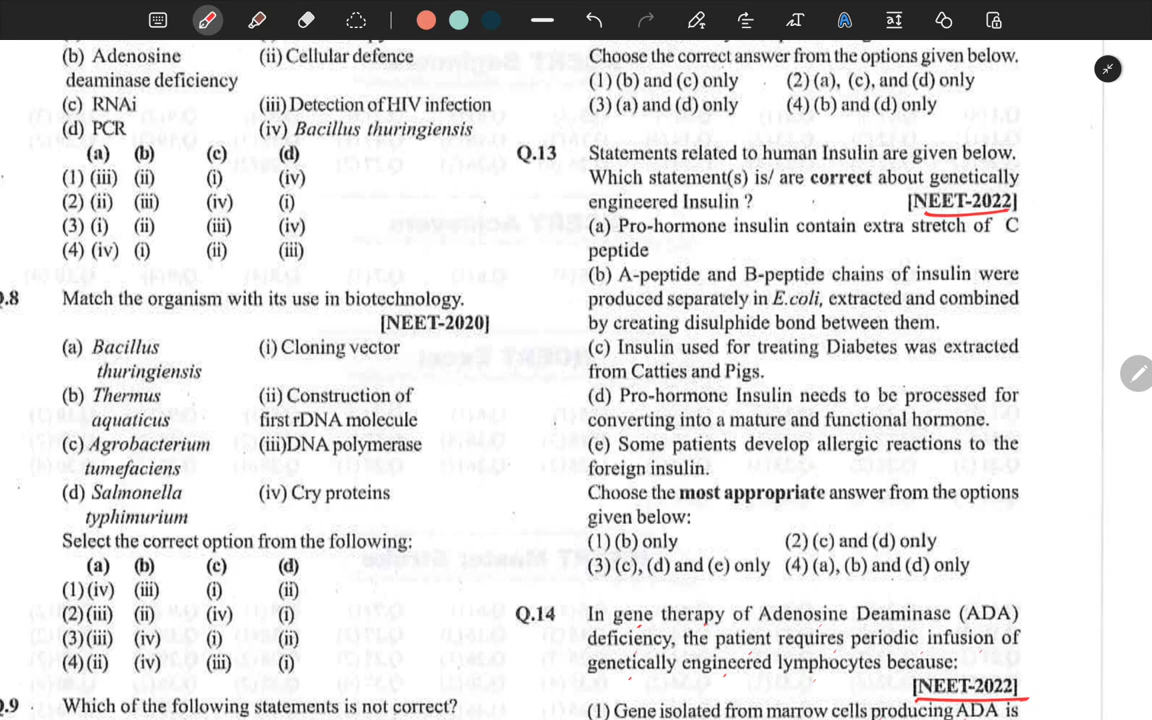 (b) Adenosine (ii) Cellular defence
deaminase deficiency
(c) RNAi (iii) Detection of HIV infection
(d) PCR (iv) Bacillus thuringiensis
(a) (b) (c) (d)
(1) (iii) (ii) (i) (iv)
(2) (ii) (iii) (iv) (i)
(3) (i) (ii) (iii) (iv)
(4) (iv) (i) (ii) (iii)
.8 Match the organism with its use in biotechnology.
[NEET-2020]
(a) Bacillus (i) Cloning vector
thuringiensis
(b) Thermus (ii) Construction of
aquaticus first rDNA molecule
(c) Agrobacterium (iii)DNA polymerase
tumefaciens
(d) Salmonella (iv) Cry proteins
typhimurium
Select the correct option from the following:
(a) (b) (c) (d)
(1)(iv) (iii) (i) (ii)
(2)(iii) (ii) (iv) (i)
(3)(iii) (iv) (i) (ii)
(4)(ii) (iv) (iii) (i)
.9 Which of the following statements is not correct?
Choose the correct answer from the options given below.
(1) (b) and (c) only (2) (a), (c), and (d) only
(3) (a) and (d) only (4) (b) and (d) only
Q.13 Statements related to human Insulin are given below.
Which statement(s) is/ are correct about genetically
engineered Insulin ? [NEET-2022]
(a) Pro-hormone insulin contain extra stretch of C
peptide
(b) A-peptide and B-peptide chains of insulin were
produced separately in E.coli, extracted and combined
by creating disulphide bond between them.
(c) Insulin used for treating Diabetes was extracted
from Catties and Pigs.
(d) Pro-hormone Insulin needs to be processed for
converting into a mature and functional hormone.
(e) Some patients develop allergic reactions to the
foreign insulin.
Choose the most appropriate answer from the options
given below:
(1) (b) only (2) (c) and (d) only
(3) (c), (d) and (e) only (4) (a), (b) and (d) only
Q.14 In gene therapy of Adenosine Deaminase (ADA)
deficiency, the patient requires periodic infusion of
genetically engineered lymphocytes because:
[NEET-2022]
(1) Gene isolated from marrow cells producing ADA is